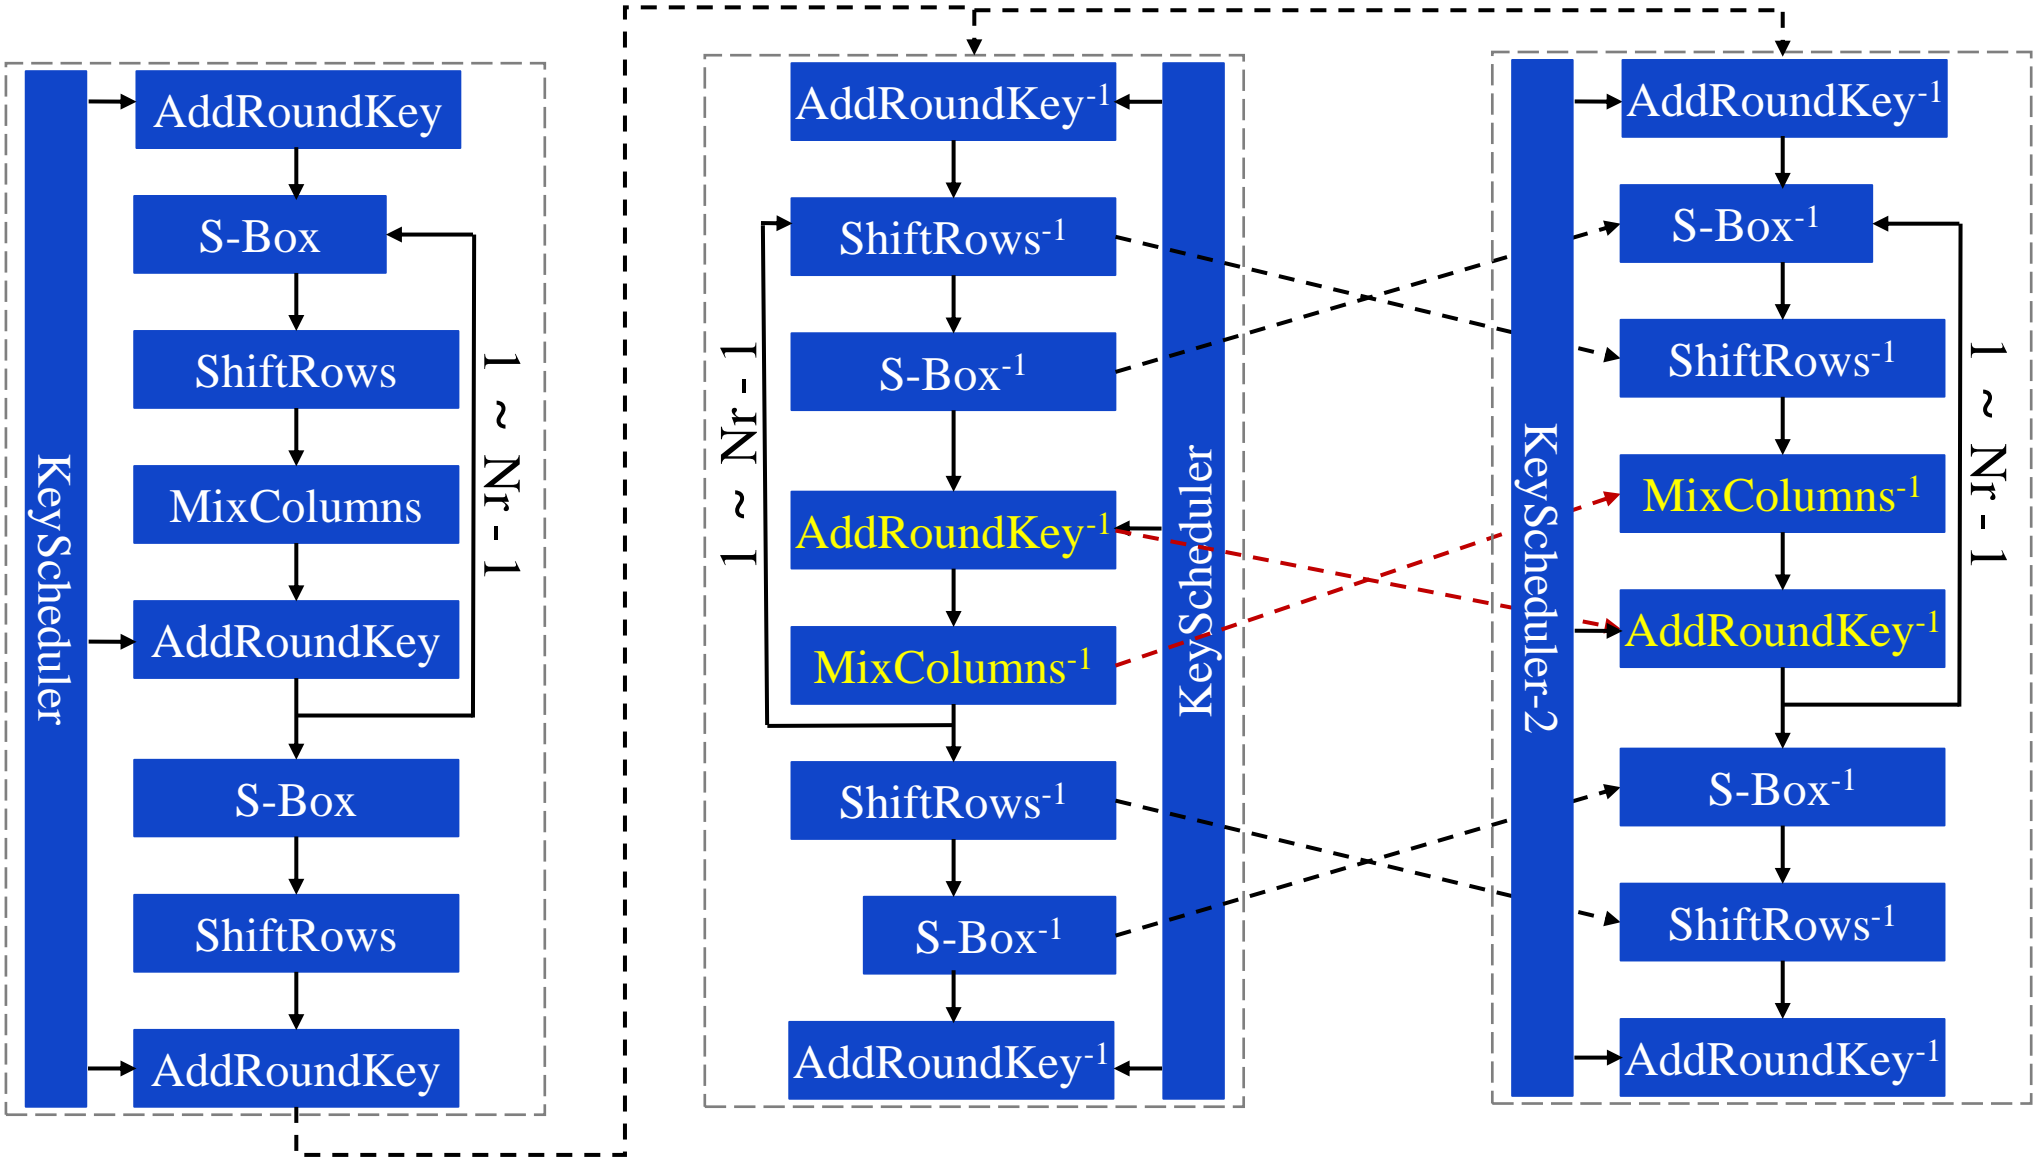 KeyScheduler
AddRoundKey
S-Box
ShiftRows
MixColumns
AddRoundKey
1 ~ Nr - 1
S-Box
ShiftRows
AddRoundKey
AddRoundKey⁻¹
ShiftRows⁻¹
S-Box⁻¹
AddRoundKey⁻¹
MixColumns⁻¹
1 ~ Nr - 1
ShiftRows⁻¹
S-Box⁻¹
AddRoundKey⁻¹
KeyScheduler
KeyScheduler-2
AddRoundKey⁻¹
S-Box⁻¹
ShiftRows⁻¹
MixColumns⁻¹
AddRoundKey⁻¹
1 ~ Nr - 1
S-Box⁻¹
ShiftRows⁻¹
AddRoundKey⁻¹